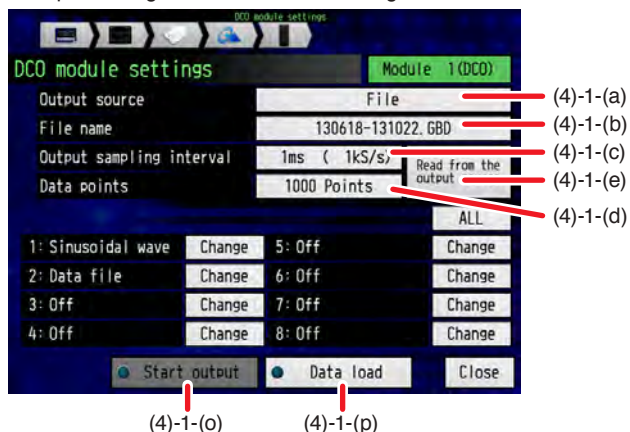 DCO module settings
DCO module settings
Module 1(DCO)
Output source
File
(4)-1-(a)
File name
130618-131022.GBD
(4)-1-(b)
Output sampling interval
1ms ( 1kS/s)
(4)-1-(c)
Read from the
output
(4)-1-(e)
Data points
1000 Points
(4)-1-(d)
ALL
1: Sinusoidal wave
Change
5: Off
Change
2: Data file
Change
6: Off
Change
3: Off
Change
7: Off
Change
4: Off
Change
8: Off
Change
Start output
Data load
Close
(4)-1-(o)
(4)-1-(p)